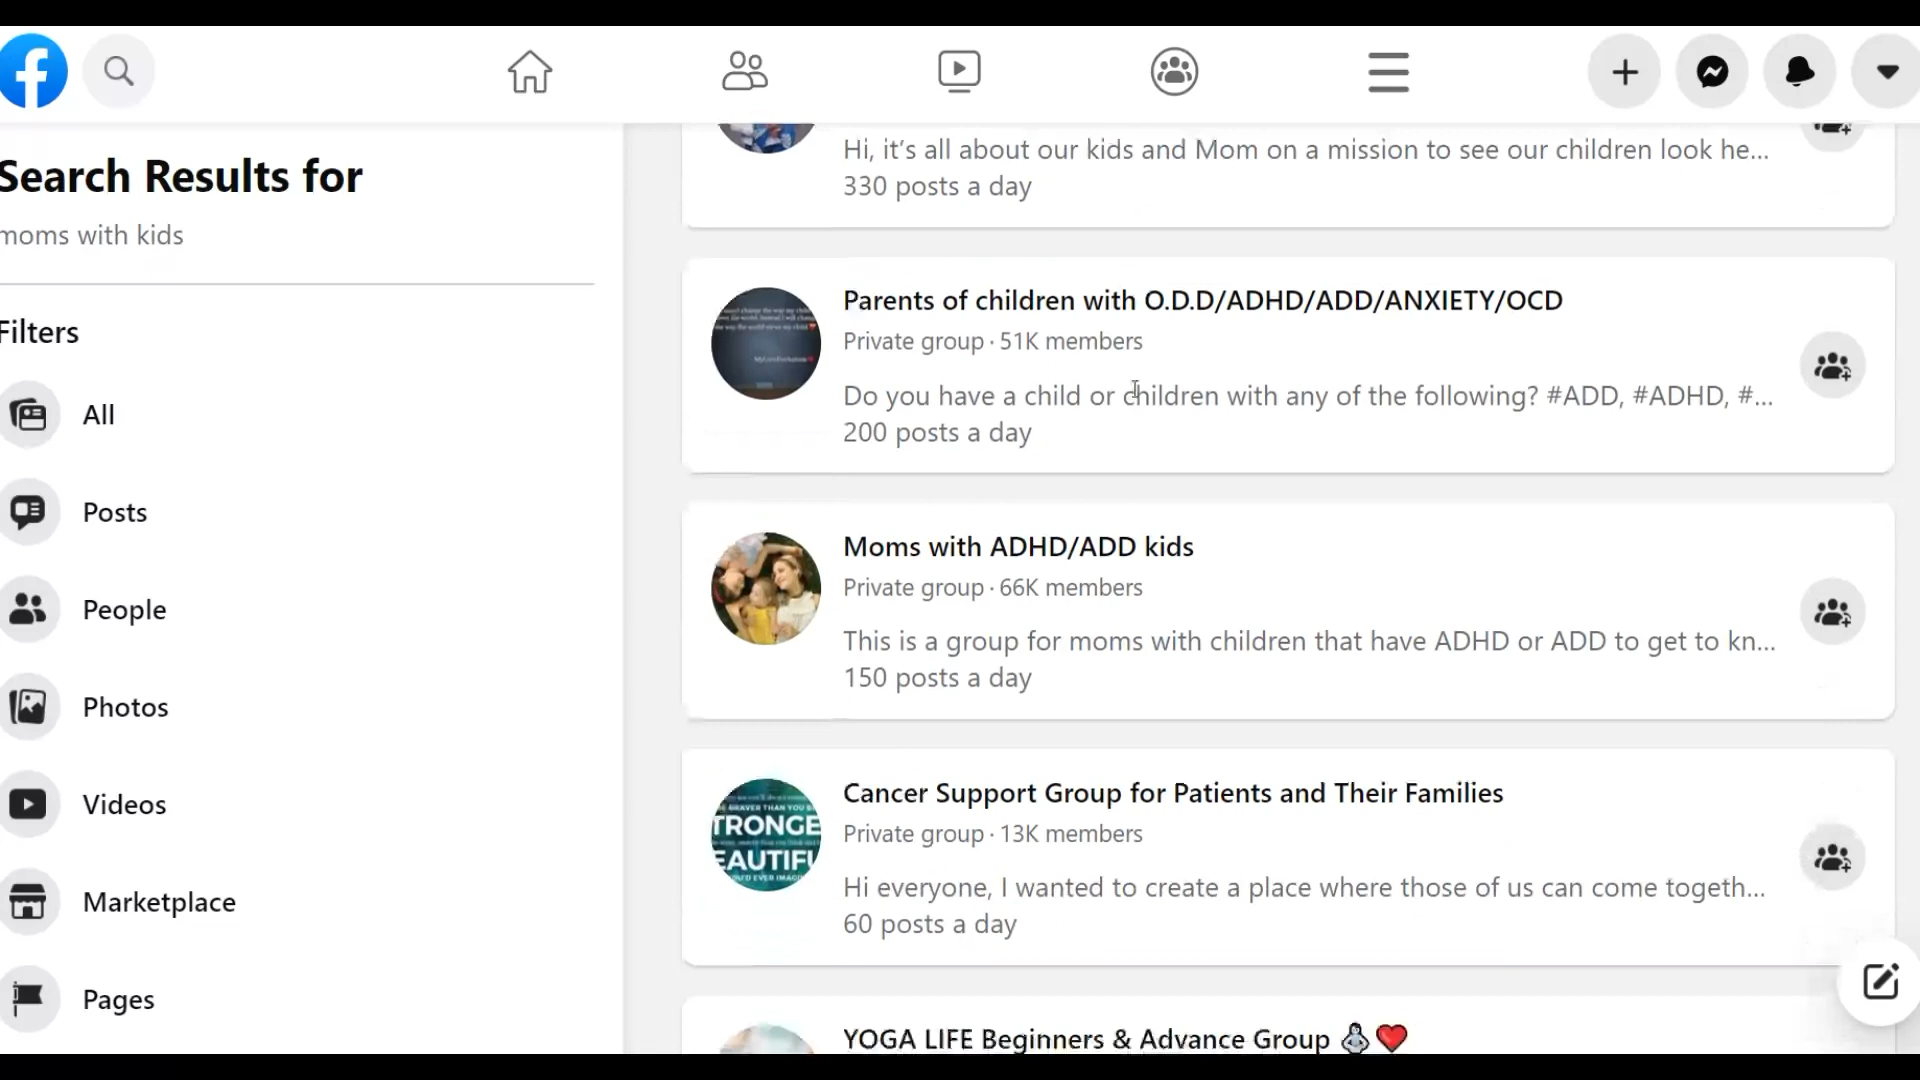 Search Results for
moms with kids
Filters
All
Posts
People
Photos
Videos
Marketplace
Pages
Hi, it's all about our kids and Mom on a mission to see our children look he...
330 posts a day
Parents of children with O.D.D/ADHD/ADD/ANXIETY/OCD
Private group · 51K members
Do you have a child or children with any of the following? #ADD, #ADHD, #...
200 posts a day
Moms with ADHD/ADD kids
Private group · 66K members
This is a group for moms with children that have ADHD or ADD to get to kn...
150 posts a day
TRONGE
EAUTIFU
Cancer Support Group for Patients and Their Families
Private group · 13K members
Hi everyone, I wanted to create a place where those of us can come togeth...
60 posts a day
YOGA LIFE Beginners & Advance Group 🐧❤️